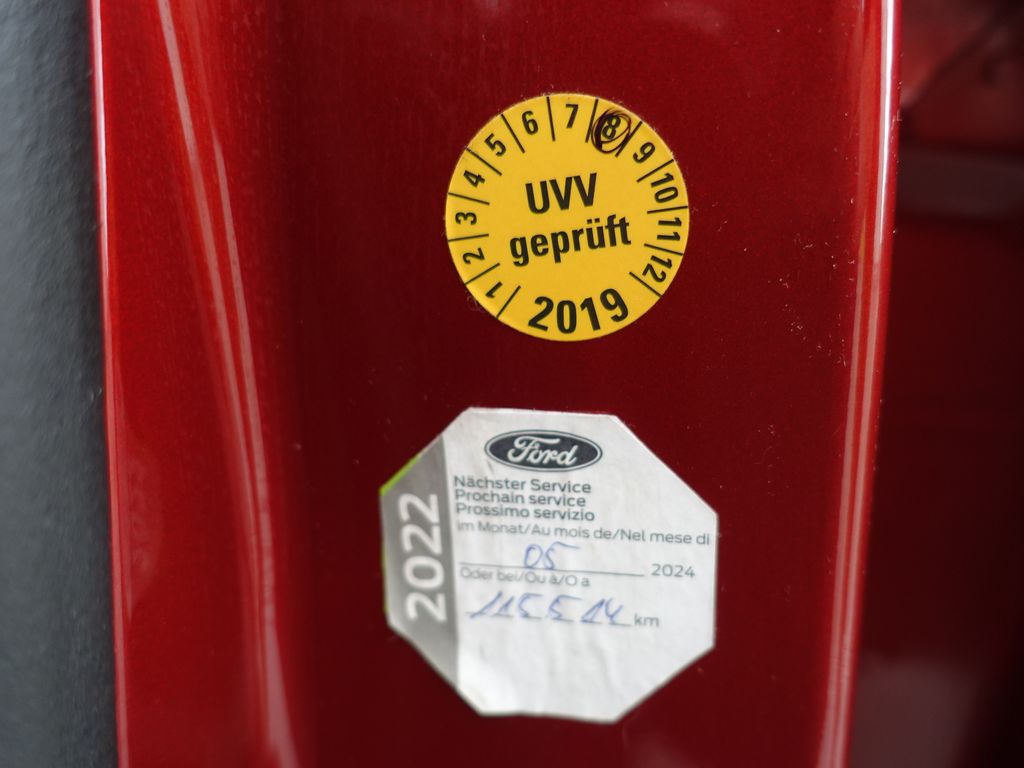 1 2 3 4 5 6 7 8 9 10 11 12
UVV
geprüft
2019
Ford
2022
Nächster Service
Prochain service
Prossimo servizio
im Monat/Au mois de/Nel mese di
05 2024
Oder bei/Ou à/O a
115514 km